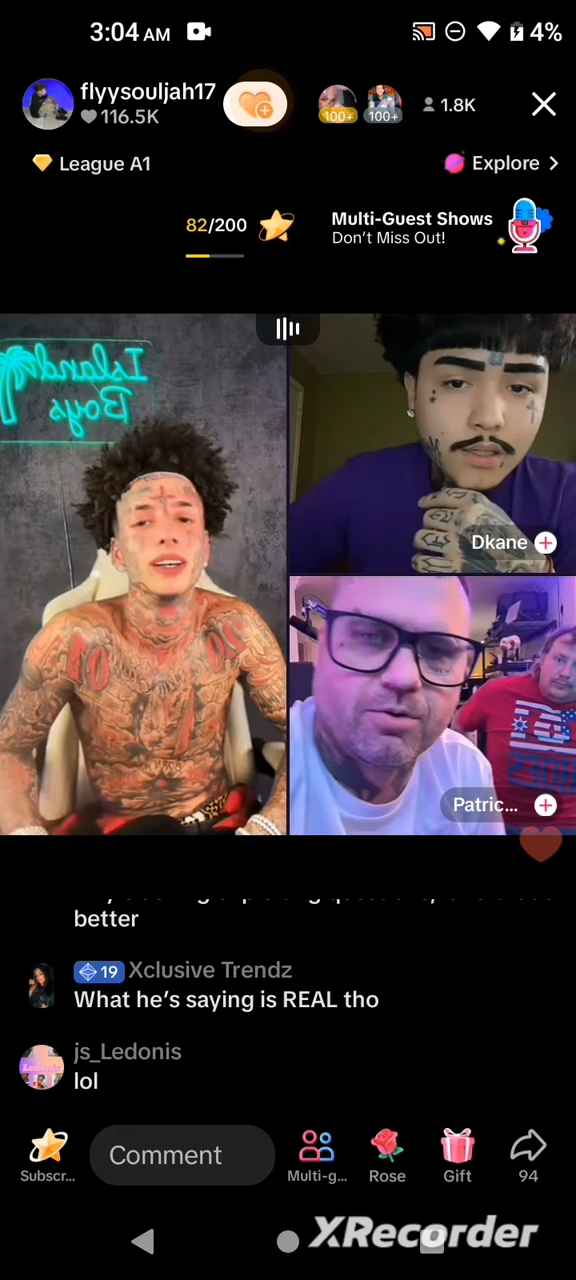 3:04 AM
4%
flyysouljah17
116.5K
100+
100+
1.8K
League A1
Explore >
82/200
Multi-Guest Shows
Don't Miss Out!
Island
Boys
Dkane
Patric...
better
19 Xclusive Trendz
What he's saying is REAL tho
js_Ledonis
lol
Subscr...
Comment
Multi-g...
Rose
Gift
94
XRecorder